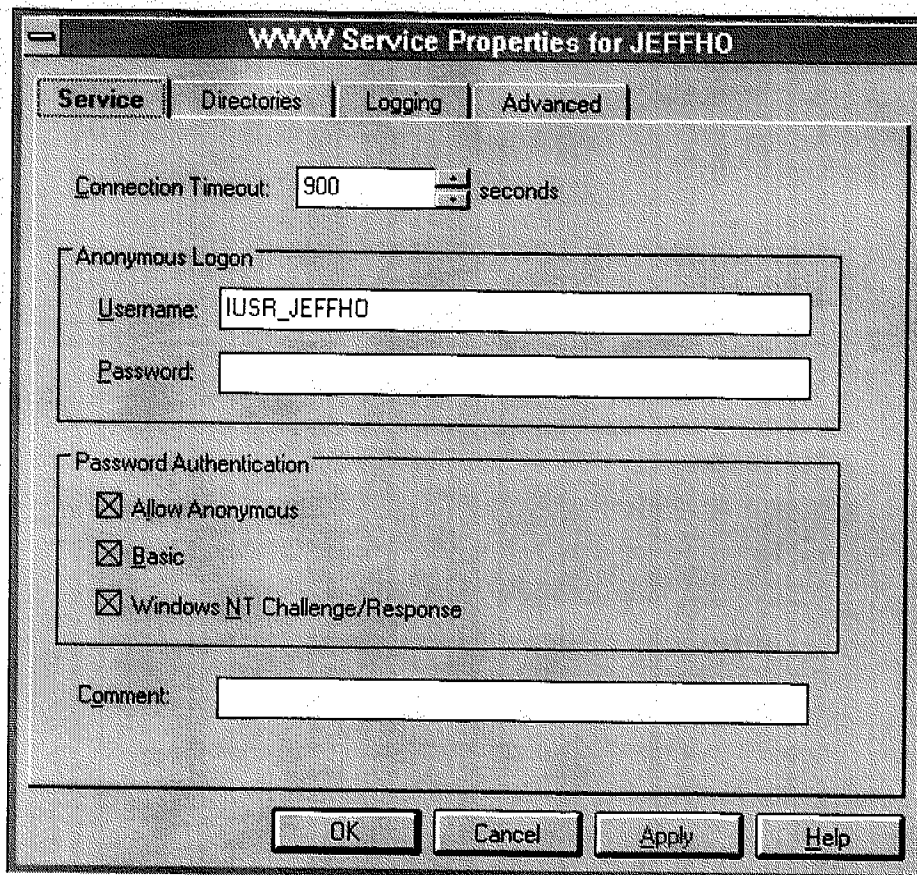 WWW Service Properties for JEFFHO
Service Directories Logging Advanced
Connection Timeout: 900 seconds
Anonymous Logon
Username: IUSR_JEFFHO
Password:
Password Authentication
Allow Anonymous
Basic
Windows NT Challenge/Response
Comment:
OK Cancel Apply Help